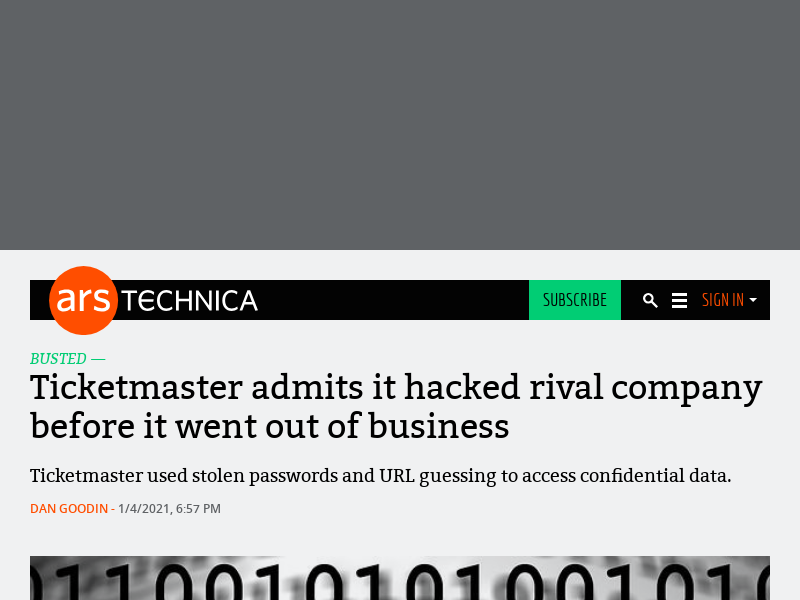 ars TECHNICA
SUBSCRIBE
SIGN IN
BUSTED —
Ticketmaster admits it hacked rival company
before it went out of business
Ticketmaster used stolen passwords and URL guessing to access confidential data.
DAN GOODIN - 1/4/2021, 6:57 PM
011001010100101010